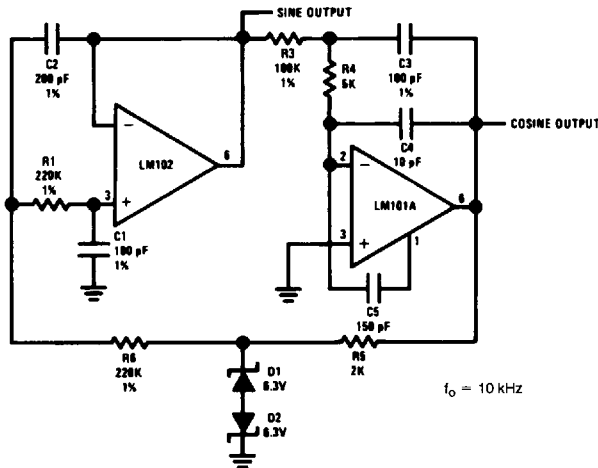 SINE OUTPUT
C2
200 pF
1%
R3
100K
1%
R4
5K
C3
100 pF
1%
C4
10 pF
COSINE OUTPUT
−
LM102
6
R1
220K
1%
3
+
C1
100 pF
1%
2
−
LM101A
6
3
+
1
C5
150 pF
R6
220K
1%
R5
2K
D1
6.3V
D2
6.3V
fo = 10 kHz